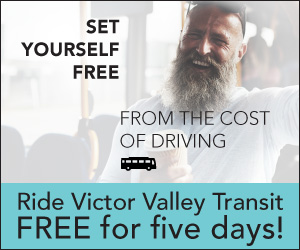 SET
YOURSELF
FREE
FROM THE COST
OF DRIVING
Ride Victor Valley Transit
FREE for five days!